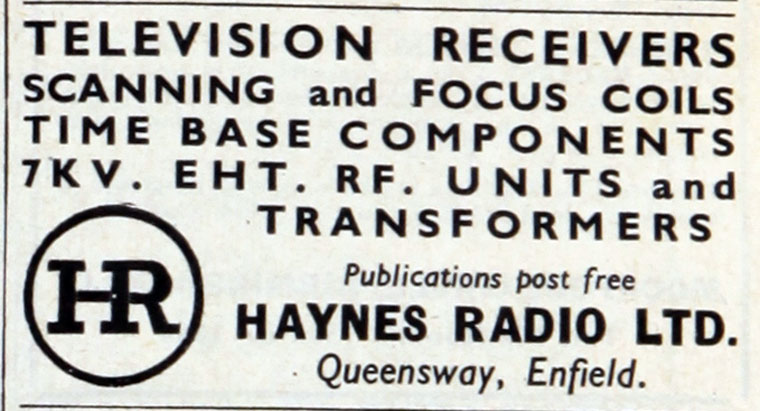 TELEVISION RECEIVERS
SCANNING and FOCUS COILS
TIME BASE COMPONENTS
7KV. EHT. RF. UNITS and
TRANSFORMERS
HR
Publications post free
HAYNES RADIO LTD.
Queensway, Enfield.